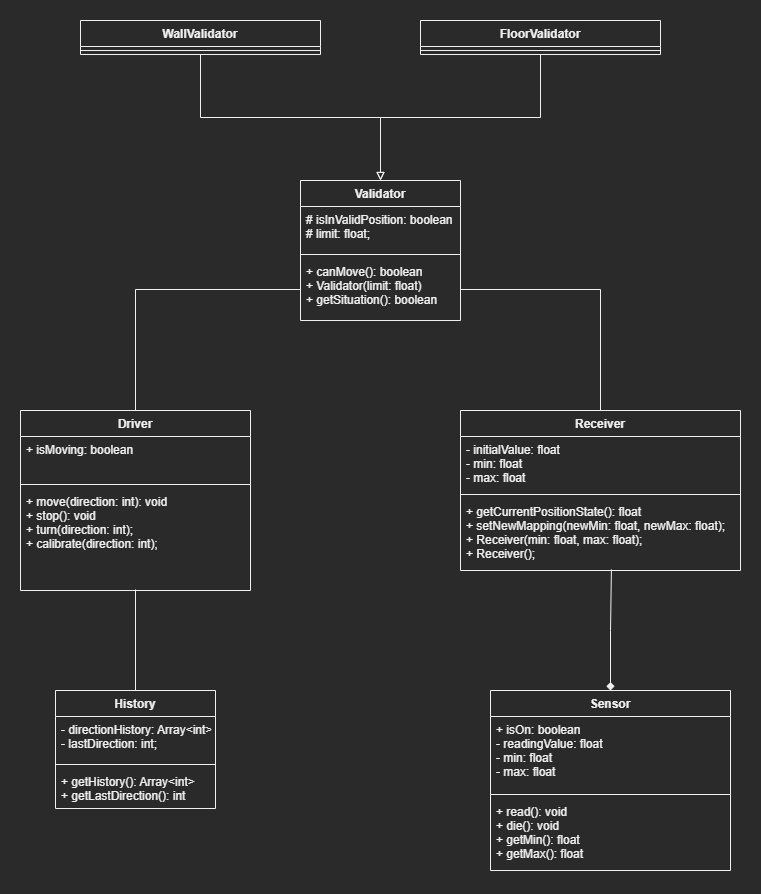 WallValidator
FloorValidator
Validator
# isInValidPosition: boolean
# limit: float;
+ canMove(): boolean
+ Validator(limit: float)
+ getSituation(): boolean
Driver
+ isMoving: boolean
+ move(direction: int): void
+ stop(): void
+ turn(direction: int);
+ calibrate(direction: int);
Receiver
- initialValue: float
- min: float
- max: float
+ getCurrentPositionState(): float
+ setNewMapping(newMin: float, newMax: float);
+ Receiver(min: float, max: float);
+ Receiver();
History
- directionHistory: Array<int>
- lastDirection: int;
+ getHistory(): Array<int>
+ getLastDirection(): int
Sensor
+ isOn: boolean
- readingValue: float
- min: float
- max: float
+ read(): void
+ die(): void
+ getMin(): float
+ getMax(): float